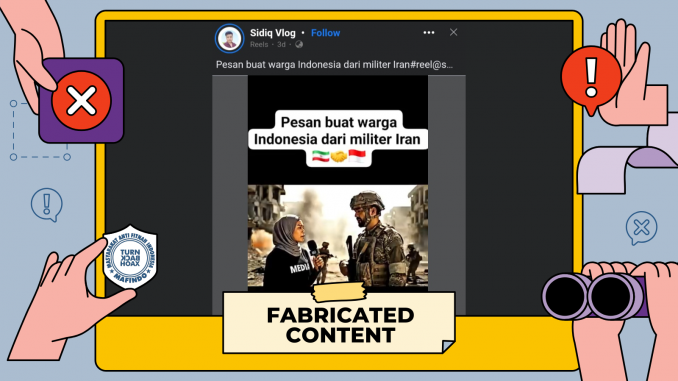 Sidiq Vlog • Follow
Reels · 3d ·
Pesan buat warga Indonesia dari militer Iran#reel@s...
Pesan buat warga
Indonesia dari militer Iran
MEDIA
MASYARAKAT ANTI FITNAH INDONESIA
TURN
BACK
HOAX
MAFINDO
FABRICATED
CONTENT